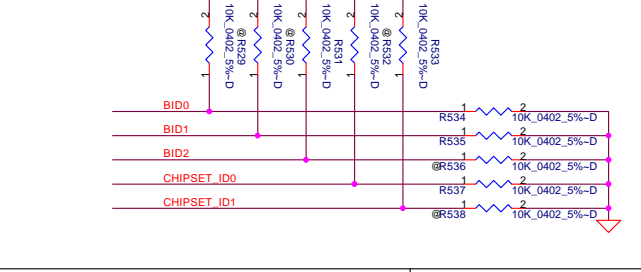 2
10K_0402_5%~D
@ R529
1
2
10K_0402_5%~D
@ R530
1
2
10K_0402_5%~D
R531
1
2
10K_0402_5%~D
@ R532
1
2
10K_0402_5%~D
R533
1
BID0
1
R534
2
10K_0402_5%~D
BID1
1
R535
2
10K_0402_5%~D
BID2
1
@R536
2
10K_0402_5%~D
CHIPSET_ID0
1
R537
2
10K_0402_5%~D
CHIPSET_ID1
1
@R538
2
10K_0402_5%~D